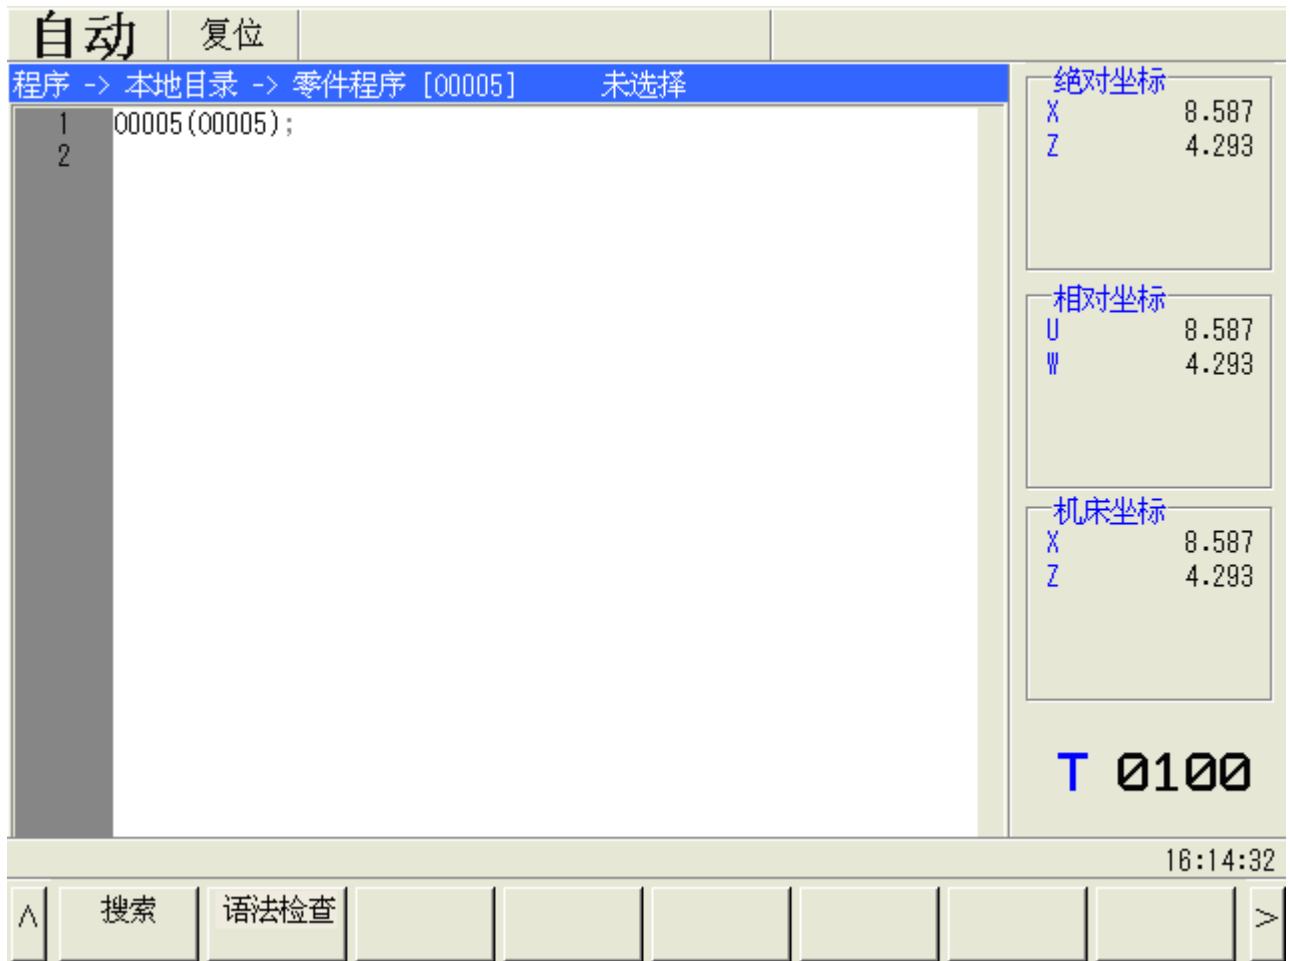 自动 复位
程序 -> 本地目录 -> 零件程序 [O0005] 未选择
1 O0005(O0005);
2
绝对坐标
X 8.587
Z 4.293
相对坐标
U 8.587
W 4.293
机床坐标
X 8.587
Z 4.293
T 0100
16:14:32
^ 搜索 语法检查 >